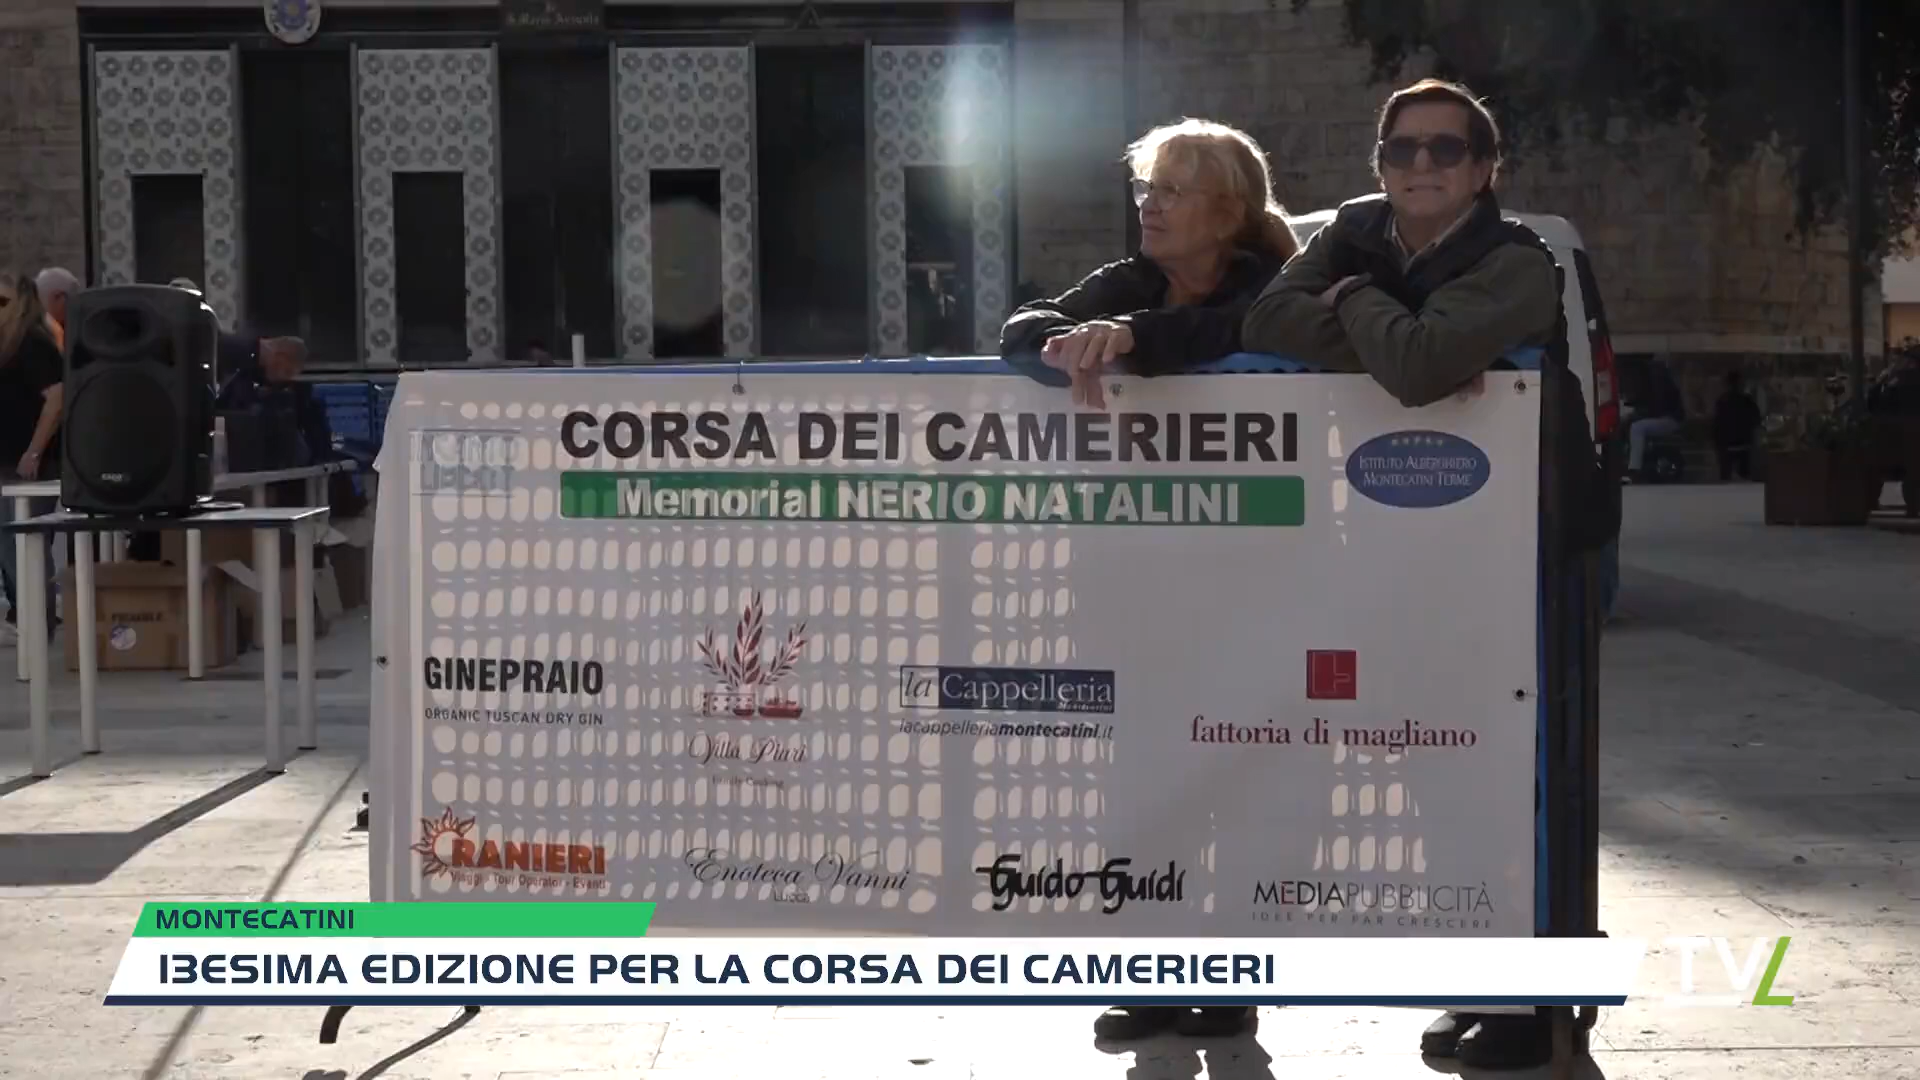 CORSA DEI CAMERIERI
Memorial NERIO NATALINI
ISTITUTO ALBERGHIERO
MONTECATINI TERME
GINEPRAIO
ORGANIC TUSCAN DRY GIN
la Cappelleria
Montecatini
lacappelleriamontecatini.it
fattoria di magliano
RANIERI
Viaggi - Tour Operator - Eventi
Enoteca Vanni
LUCCA
Guido Guidi
MEDIAPUBBLICITÀ
IDEE PER FAR CRESCERE
MONTECATINI
13ESIMA EDIZIONE PER LA CORSA DEI CAMERIERI
TVL